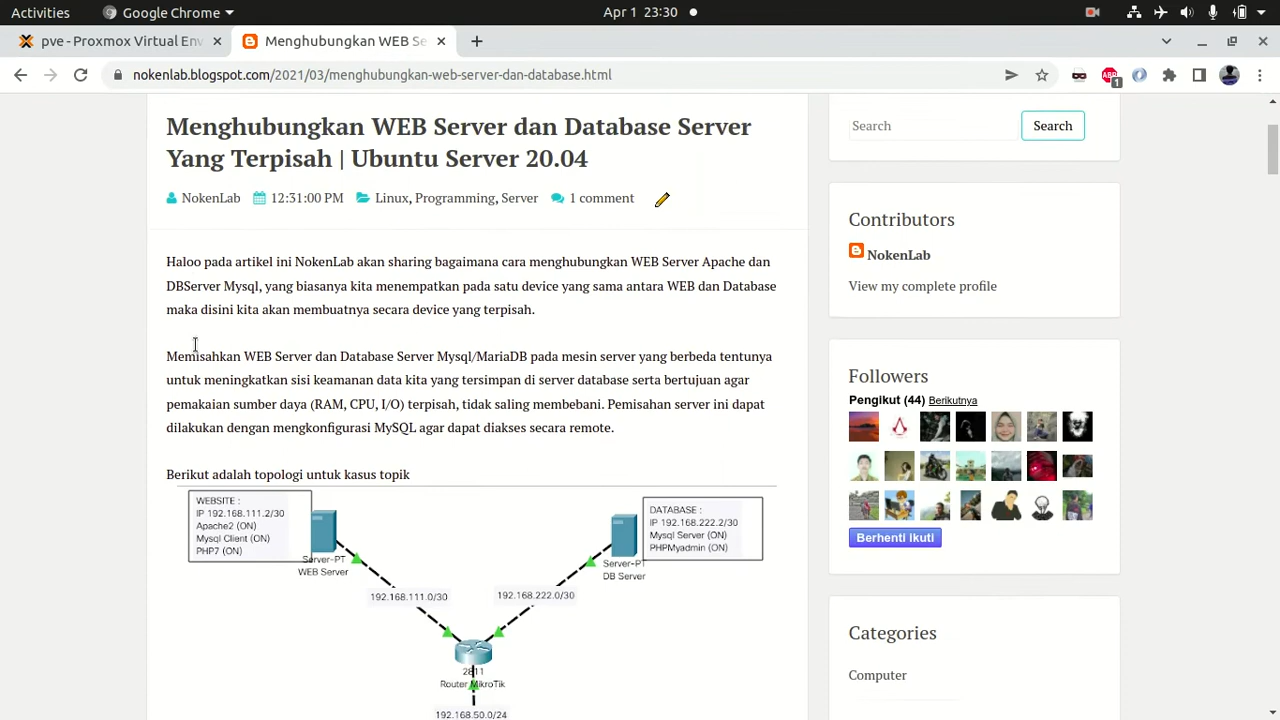 Activities
Google Chrome
Apr 1 23:30
pve - Proxmox Virtual Env
Menghubungkan WEB Se
nokenlab.blogspot.com/2021/03/menghubungkan-web-server-dan-database.html
ABP
1
Menghubungkan WEB Server dan Database Server
Yang Terpisah | Ubuntu Server 20.04
NokenLab
12:31:00 PM
Linux, Programming, Server
1 comment
Haloo pada artikel ini NokenLab akan sharing bagaimana cara menghubungkan WEB Server Apache dan
DBServer Mysql, yang biasanya kita menempatkan pada satu device yang sama antara WEB dan Database
maka disini kita akan membuatnya secara device yang terpisah.
Memisahkan WEB Server dan Database Server Mysql/MariaDB pada mesin server yang berbeda tentunya
untuk meningkatkan sisi keamanan data kita yang tersimpan di server database serta bertujuan agar
pemakaian sumber daya (RAM, CPU, I/O) terpisah, tidak saling membebani. Pemisahan server ini dapat
dilakukan dengan mengkonfigurasi MySQL agar dapat diakses secara remote.
Berikut adalah topologi untuk kasus topik
WEBSITE :
IP 192.168.111.2/30
Apache2 (ON)
Mysql Client (ON)
PHP7 (ON)
Server-PT
WEB Server
DATABASE :
IP 192.168.222.2/30
Mysql Server (ON)
PHPMyadmin (ON)
Server-PT
DB Server
192.168.111.0/30
192.168.222.0/30
2811
Router MikroTik
192.168.50.0/24
Search
Search
Contributors
NokenLab
View my complete profile
Followers
Pengikut (44) Berikutnya
Berhenti Ikuti
Categories
Computer